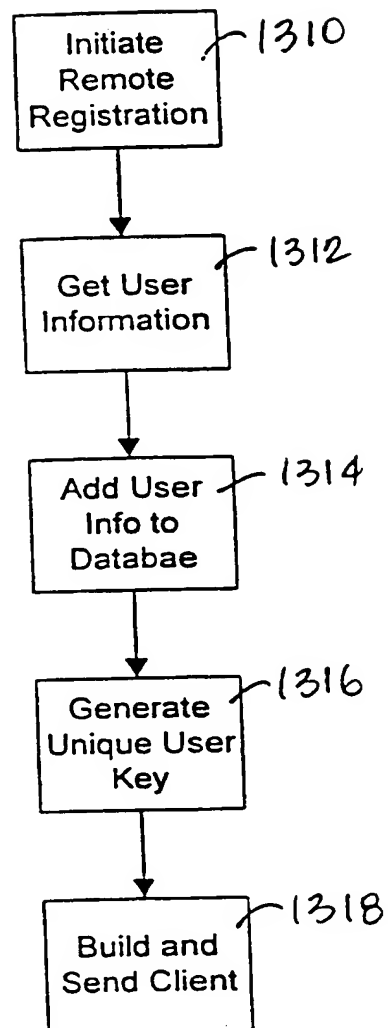 Initiate
Remote
Registration
1310
Get User
Information
1312
Add User
Info to
Databae
1314
Generate
Unique User
Key
1316
Build and
Send Client
1318